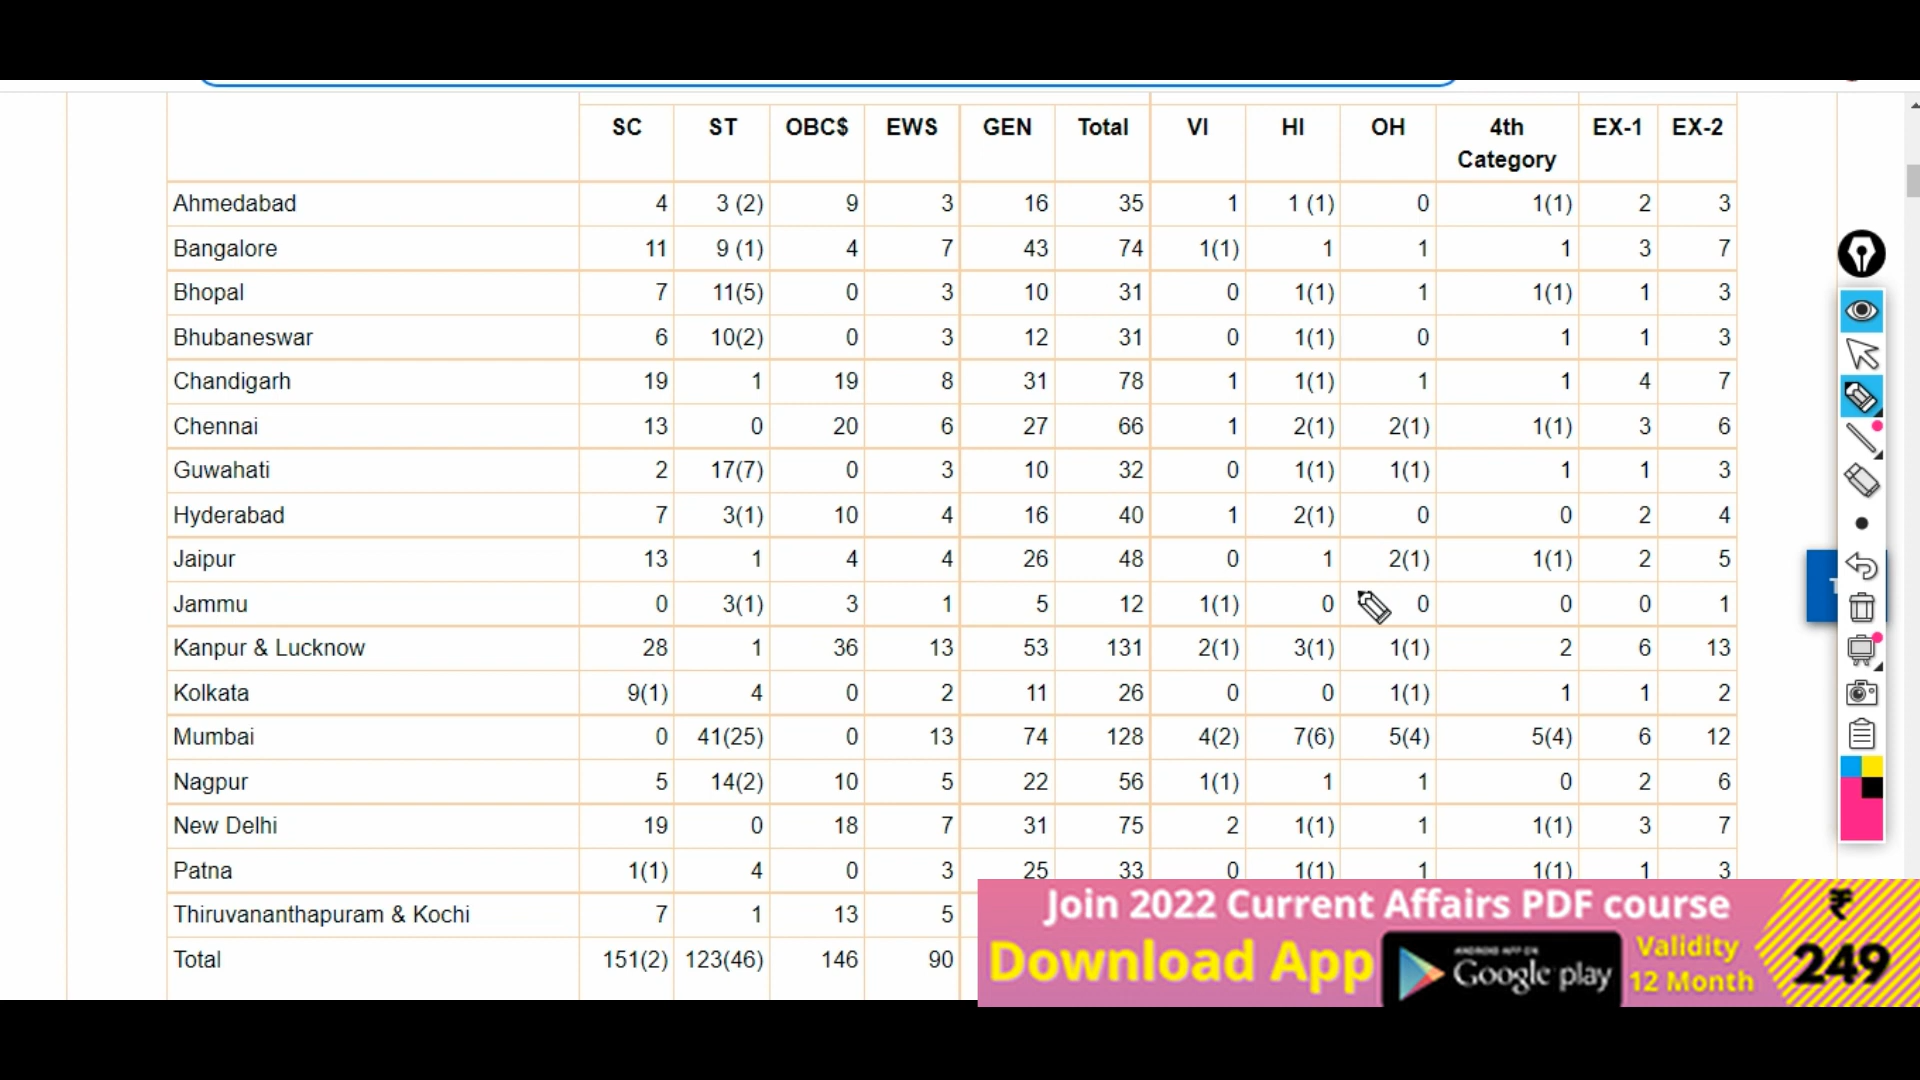 SC ST OBC$ EWS GEN Total VI HI OH 4th Category EX-1 EX-2
Ahmedabad 4 3 (2) 9 3 16 35 1 1 (1) 0 1(1) 2 3
Bangalore 11 9 (1) 4 7 43 74 1(1) 1 1 1 3 7
Bhopal 7 11(5) 0 3 10 31 0 1(1) 1 1(1) 1 3
Bhubaneswar 6 10(2) 0 3 12 31 0 1(1) 0 1 1 3
Chandigarh 19 1 19 8 31 78 1 1(1) 1 1 4 7
Chennai 13 0 20 6 27 66 1 2(1) 2(1) 1(1) 3 6
Guwahati 2 17(7) 0 3 10 32 0 1(1) 1(1) 1 1 3
Hyderabad 7 3(1) 10 4 16 40 1 2(1) 0 0 2 4
Jaipur 13 1 4 4 26 48 0 1 2(1) 1(1) 2 5
Jammu 0 3(1) 3 1 5 12 1(1) 0 0 0 0 1
Kanpur & Lucknow 28 1 36 13 53 131 2(1) 3(1) 1(1) 2 6 13
Kolkata 9(1) 4 0 2 11 26 0 0 1(1) 1 1 2
Mumbai 0 41(25) 0 13 74 128 4(2) 7(6) 5(4) 5(4) 6 12
Nagpur 5 14(2) 10 5 22 56 1(1) 1 1 0 2 6
New Delhi 19 0 18 7 31 75 2 1(1) 1 1(1) 3 7
Patna 1(1) 4 0 3 25 33 0 1(1) 1 1(1) 1 3
Thiruvananthapuram & Kochi 7 1 13 5
Total 151(2) 123(46) 146 90
Join 2022 Current Affairs PDF course
Download App
ANDROID APP ON
Google play
Validity
12 Month
₹
249